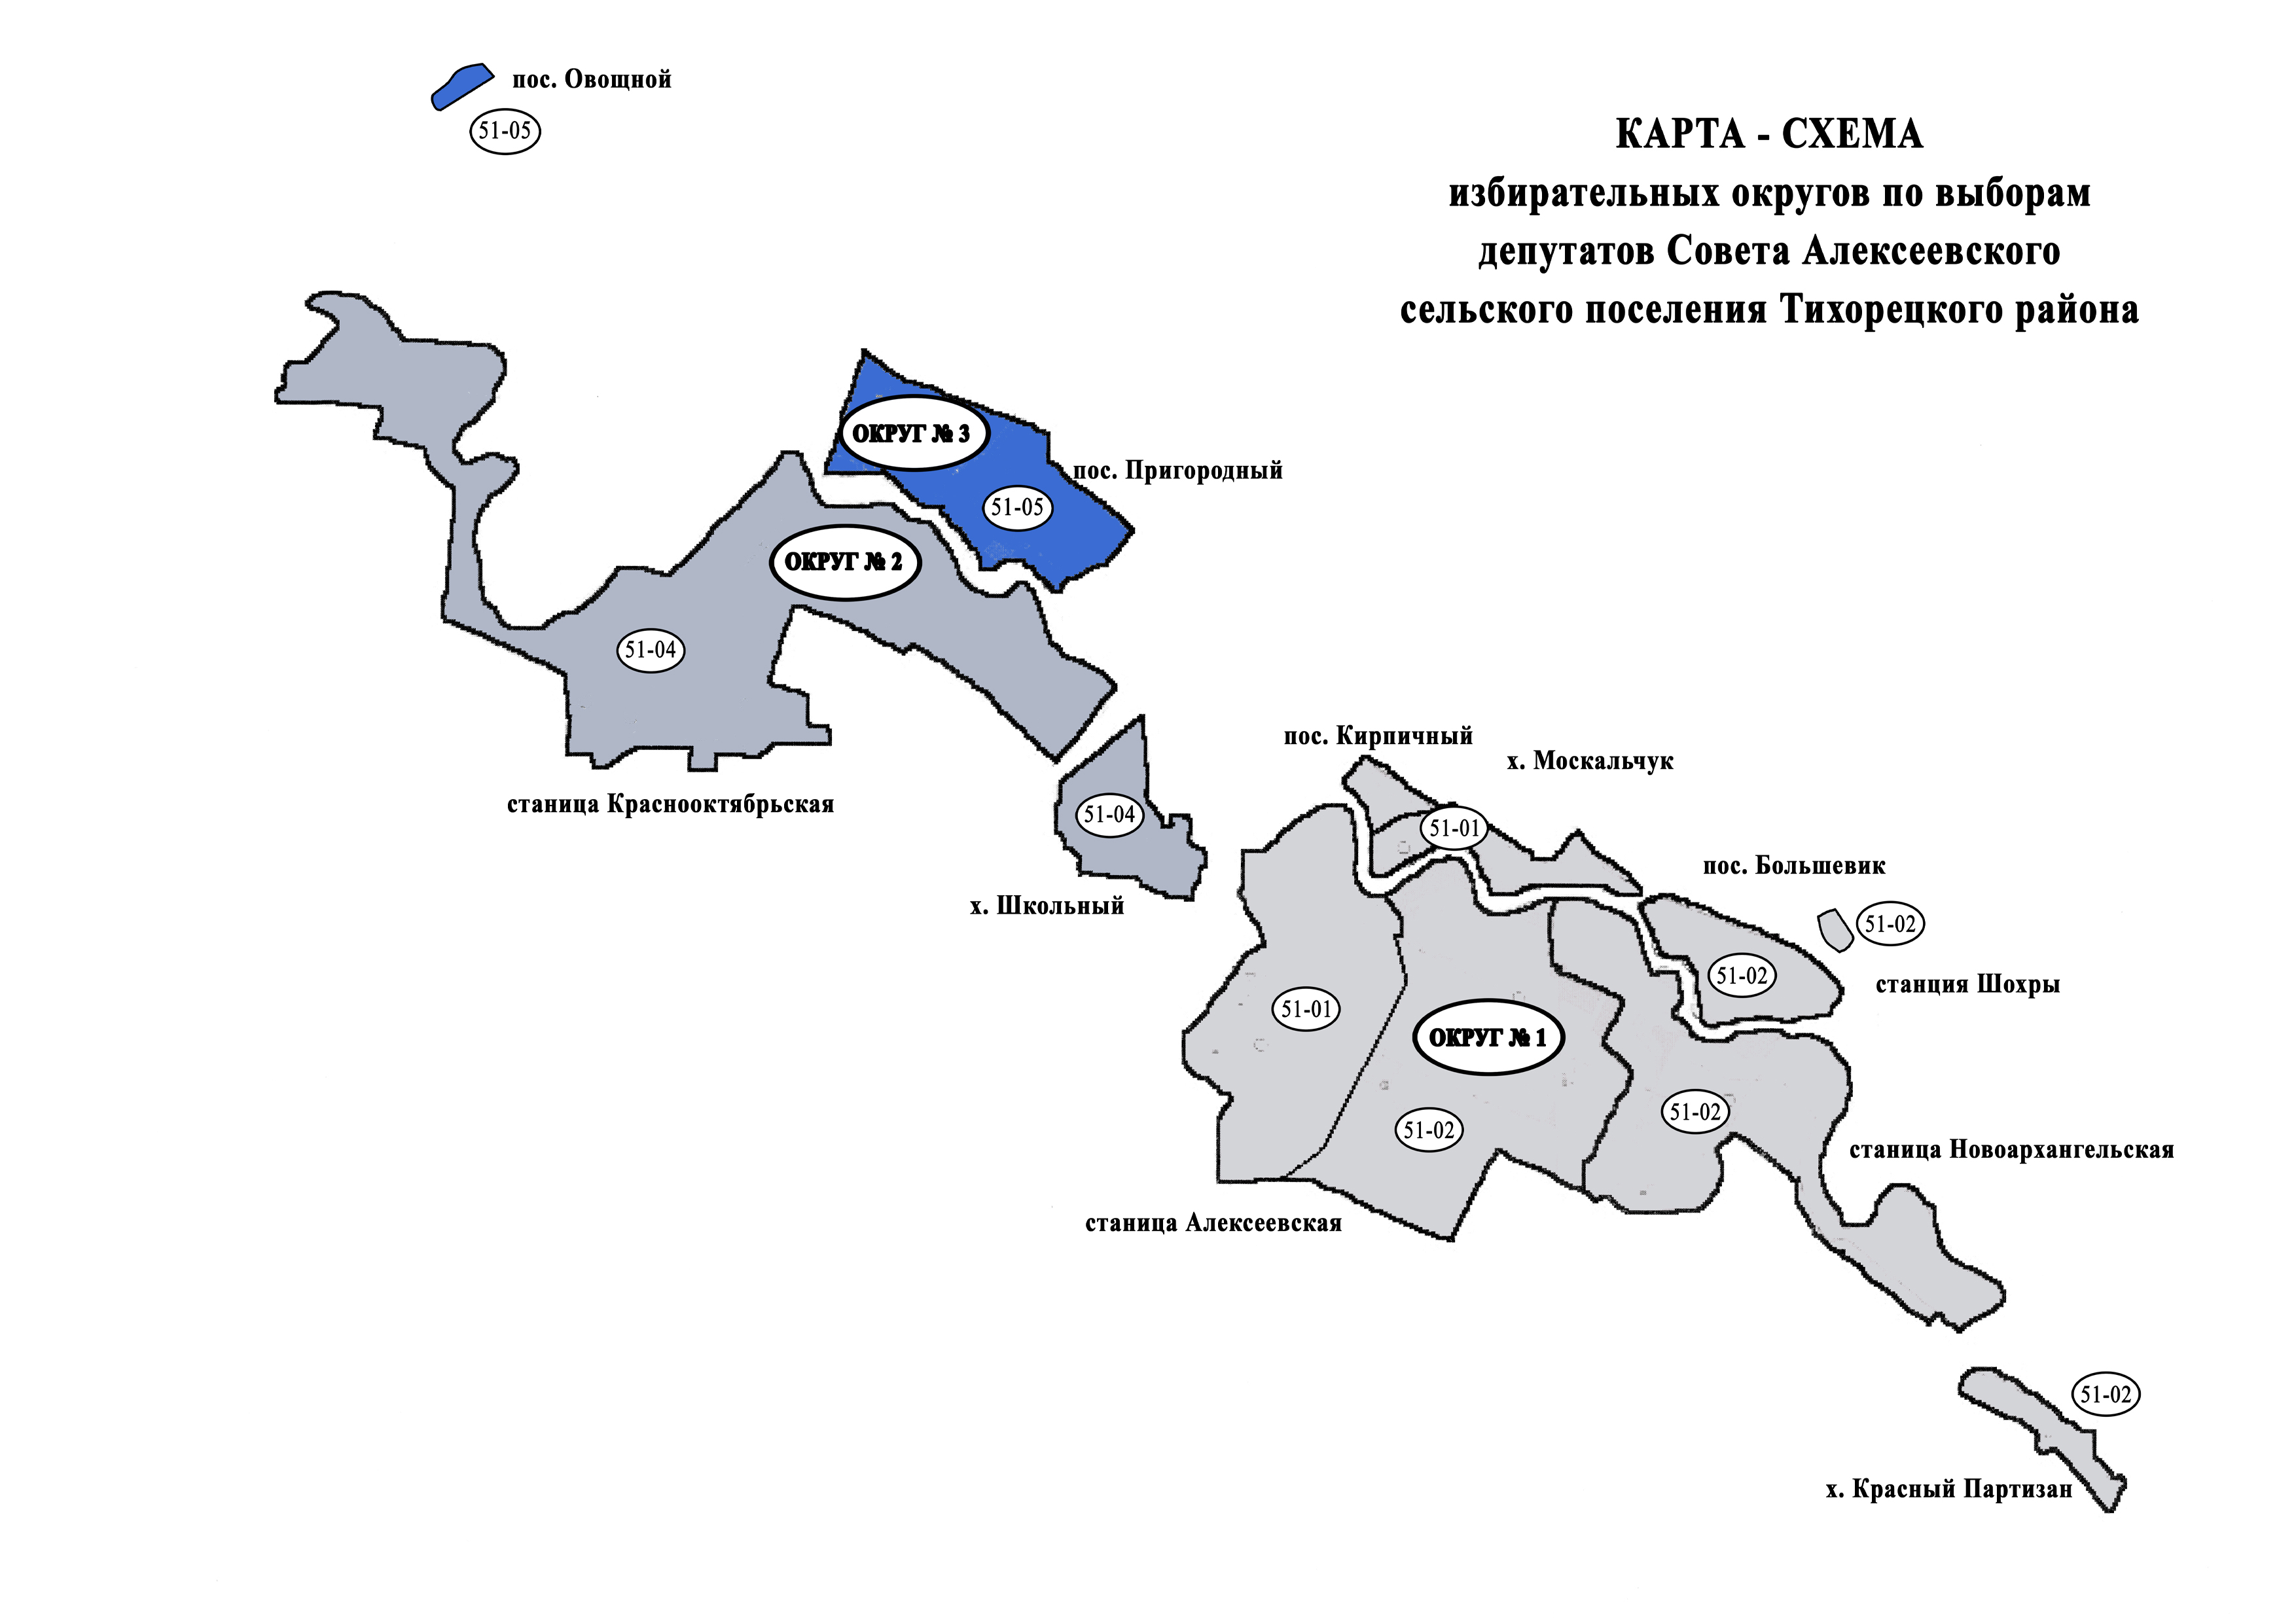 пос. Овощной
51-05
КАРТА - СХЕМА
избирательных округов по выборам
депутатов Совета Алексеевского
сельского поселения Тихорецкого района
ОКРУГ № 3
пос. Пригородный
51-05
ОКРУГ № 2
51-04
станица Краснооктябрьская
51-04
х. Школьный
пос. Кирпичный
х. Москальчук
51-01
пос. Большевик
51-02
51-02
станция Шохры
51-01
ОКРУГ № 1
51-02
51-02
станица Новоархангельская
станица Алексеевская
51-02
х. Красный Партизан